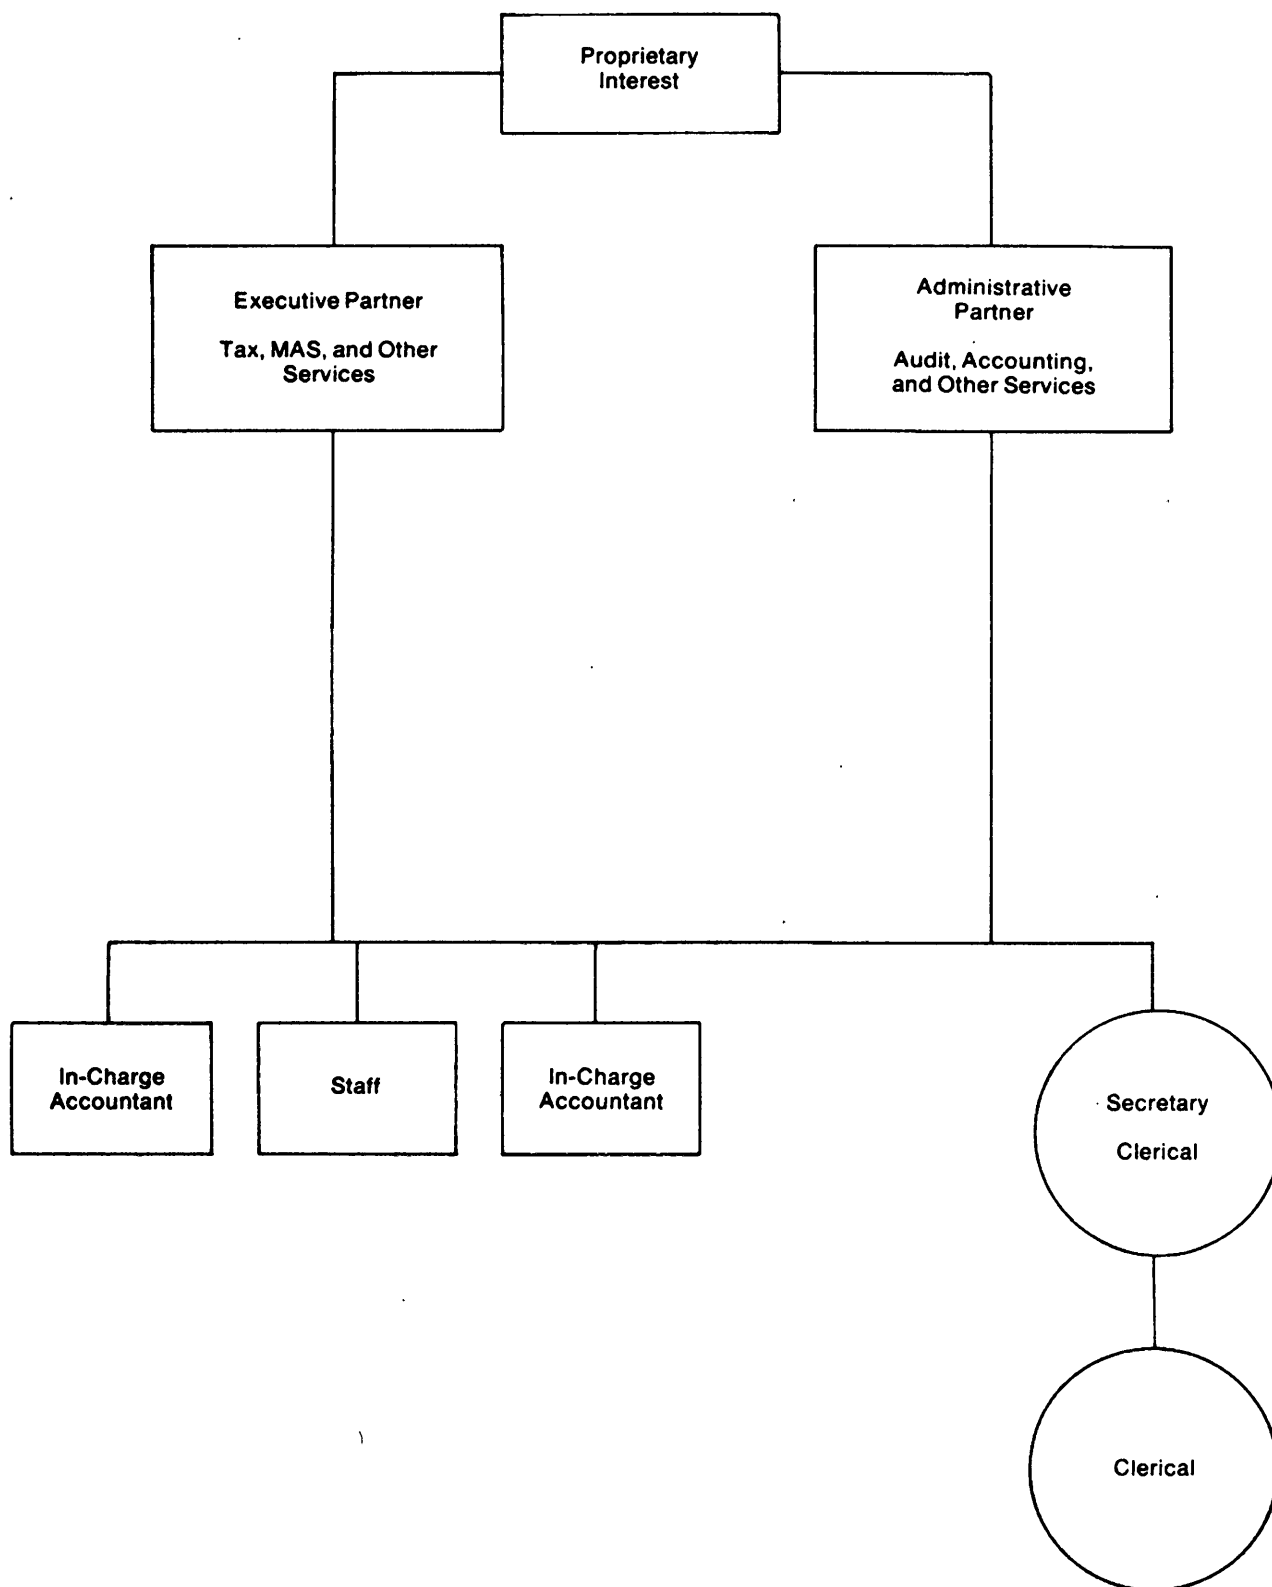 Proprietary
Interest
Executive Partner
Tax, MAS, and Other
Services
Administrative
Partner
Audit, Accounting,
and Other Services
In-Charge
Accountant
Staff
In-Charge
Accountant
Secretary
Clerical
Clerical